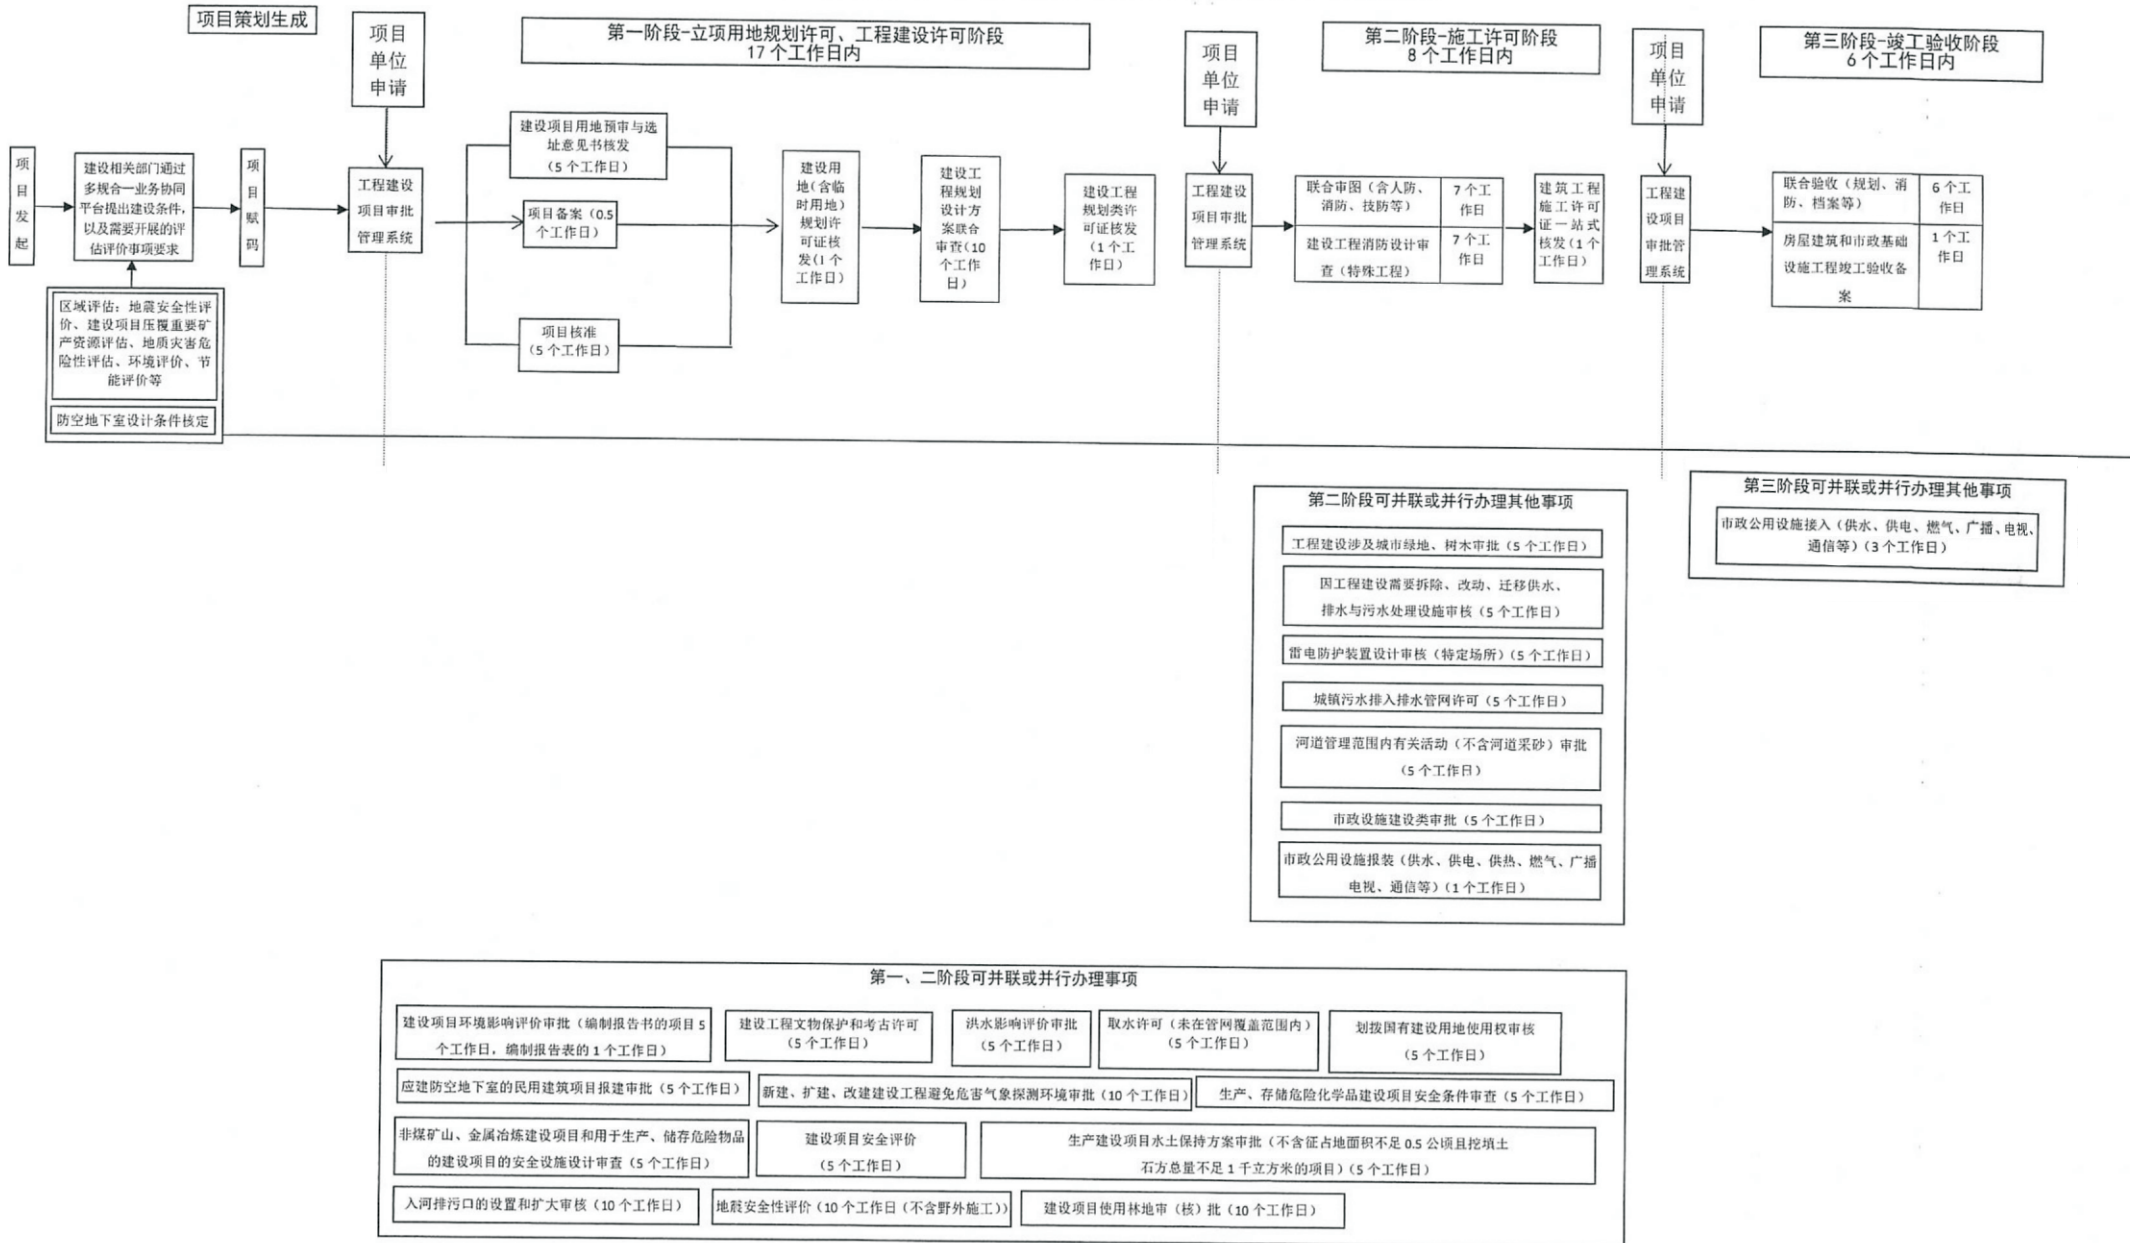 项目策划生成
项目
单位
申请
第一阶段-立项用地规划许可、工程建设许可阶段
17 个工作日内
项目
单位
申请
第二阶段-施工许可阶段
8 个工作日内
项目
单位
申请
第三阶段-竣工验收阶段
6 个工作日内
项
目
发
起
建设相关部门通过
多规合一业务协同
平台提出建设条件，
以及需要开展的评
估评价事项要求
项
目
赋
码
工程建设
项目审批
管理系统
建设项目用地预审与选
址意见书核发
（5 个工作日）
项目备案（0.5
个工作日）
项目核准
（5 个工作日）
建设用
地（含临
时用地）
规划许
可证核
发（1 个
工作日）
建设工
程规划
设计方
案联合
审查（10
个工作
日）
建设工程
规划类许
可证核发
（1 个工
作日）
工程建设
项目审批
管理系统
联合审图（含人防、
消防、技防等）
7 个工
作日
建设工程消防设计审
查（特殊工程）
7 个工
作日
建筑工程
施工许可
证一站式
核发（1 个
工作日）
工程建
设项目
审批管
理系统
联合验收（规划、消
防、档案等）
6 个工
作日
房屋建筑和市政基础
设施工程竣工验收备
案
1 个工
作日
区域评估：地震安全性评
价、建设项目压覆重要矿
产资源评估、地质灾害危
险性评估、环境评价、节
能评价等
防空地下室设计条件核定
第二阶段可并联或并行办理其他事项
工程建设涉及城市绿地、树木审批（5 个工作日）
因工程建设需要拆除、改动、迁移供水、
排水与污水处理设施审核（5 个工作日）
雷电防护装置设计审核（特定场所）（5 个工作日）
城镇污水排入排水管网许可（5 个工作日）
河道管理范围内有关活动（不含河道采砂）审批
（5 个工作日）
市政设施建设类审批（5 个工作日）
市政公用设施报装（供水、供电、供热、燃气、广播
电视、通信等）（1 个工作日）
第三阶段可并联或并行办理其他事项
市政公用设施接入（供水、供电、燃气、广播、电视、
通信等）（3 个工作日）
第一、二阶段可并联或并行办理事项
建设项目环境影响评价审批（编制报告书的项目 5
个工作日，编制报告表的 1 个工作日）
建设工程文物保护和考古许可
（5 个工作日）
洪水影响评价审批
（5 个工作日）
取水许可（未在管网覆盖范围内）
（5 个工作日）
划拨国有建设用地使用权审核
（5 个工作日）
应建防空地下室的民用建筑项目报建审批（5 个工作日）
新建、扩建、改建建设工程避免危害气象探测环境审批（10 个工作日）
生产、存储危险化学品建设项目安全条件审查（5 个工作日）
非煤矿山、金属冶炼建设项目和用于生产、储存危险物品
的建设项目的安全设施设计审查（5 个工作日）
建设项目安全评价
（5 个工作日）
生产建设项目水土保持方案审批（不含征占地面积不足 0.5 公顷且挖填土
石方总量不足 1 千立方米的项目）（5 个工作日）
入河排污口的设置和扩大审核（10 个工作日）
地震安全性评价（10 个工作日（不含野外施工））
建设项目使用林地审（核）批（10 个工作日）